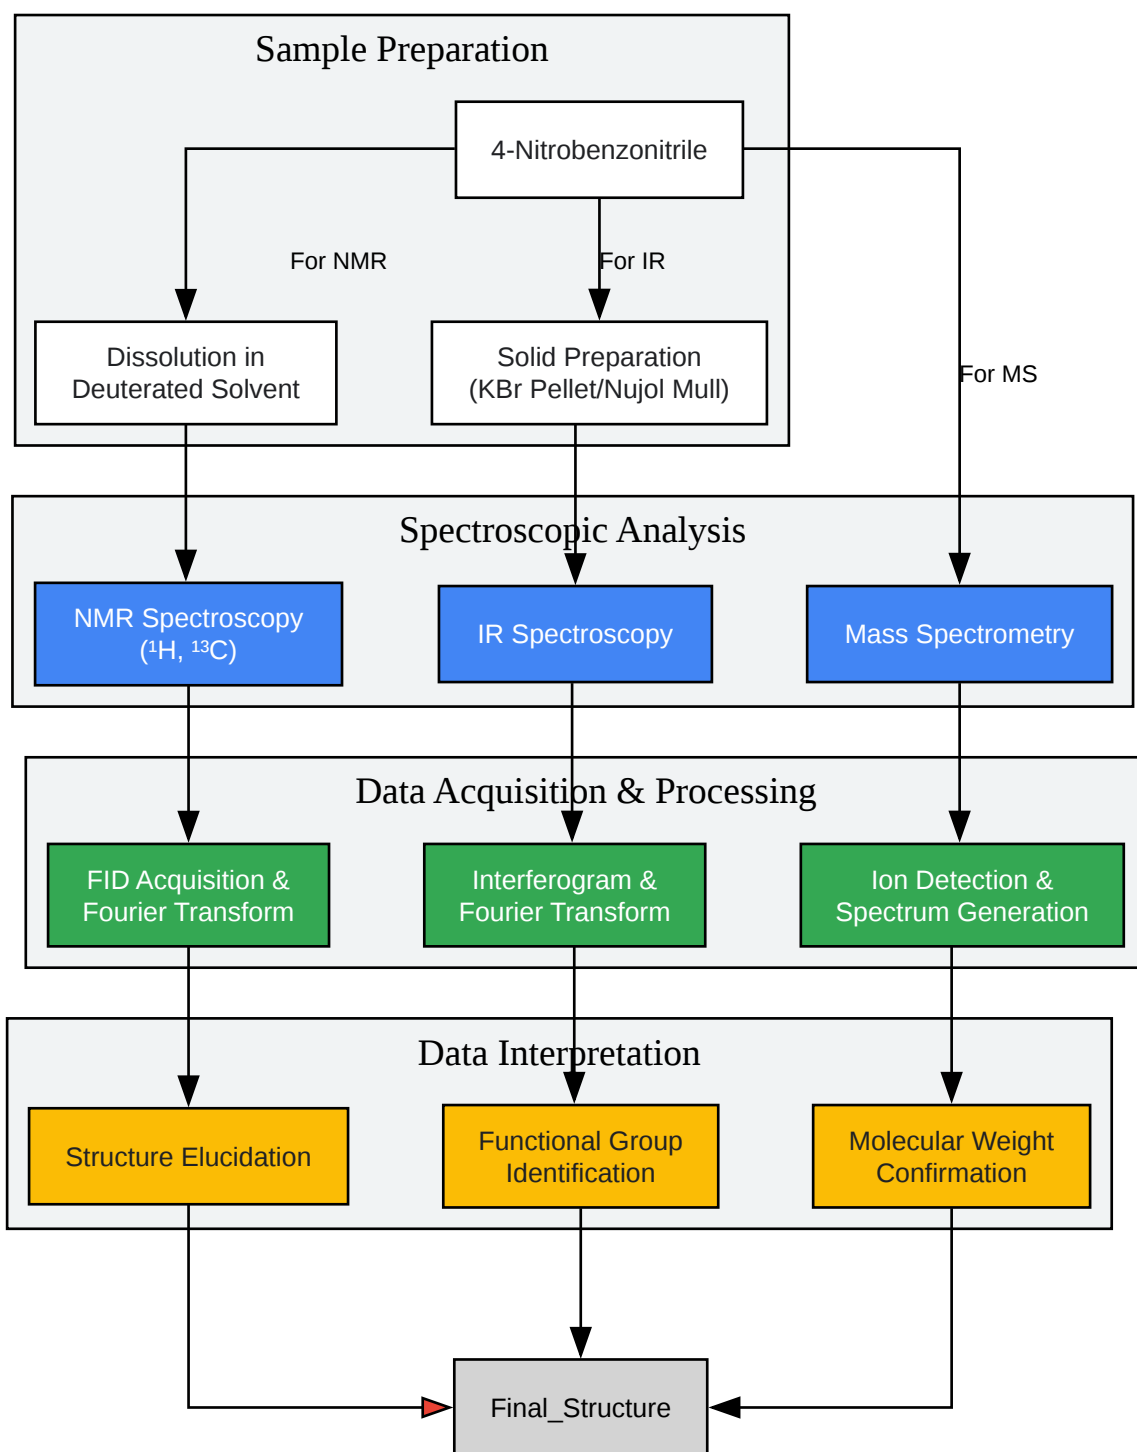 Sample Preparation
4-Nitrobenzonitrile
For NMR
For IR
Dissolution in
Deuterated Solvent
Solid Preparation
(KBr Pellet/Nujol Mull)
For MS
Spectroscopic Analysis
NMR Spectroscopy
(¹H, ¹³C)
IR Spectroscopy
Mass Spectrometry
Data Acquisition & Processing
FID Acquisition &
Fourier Transform
Interferogram &
Fourier Transform
Ion Detection &
Spectrum Generation
Data Interpretation
Structure Elucidation
Functional Group
Identification
Molecular Weight
Confirmation
Final_Structure